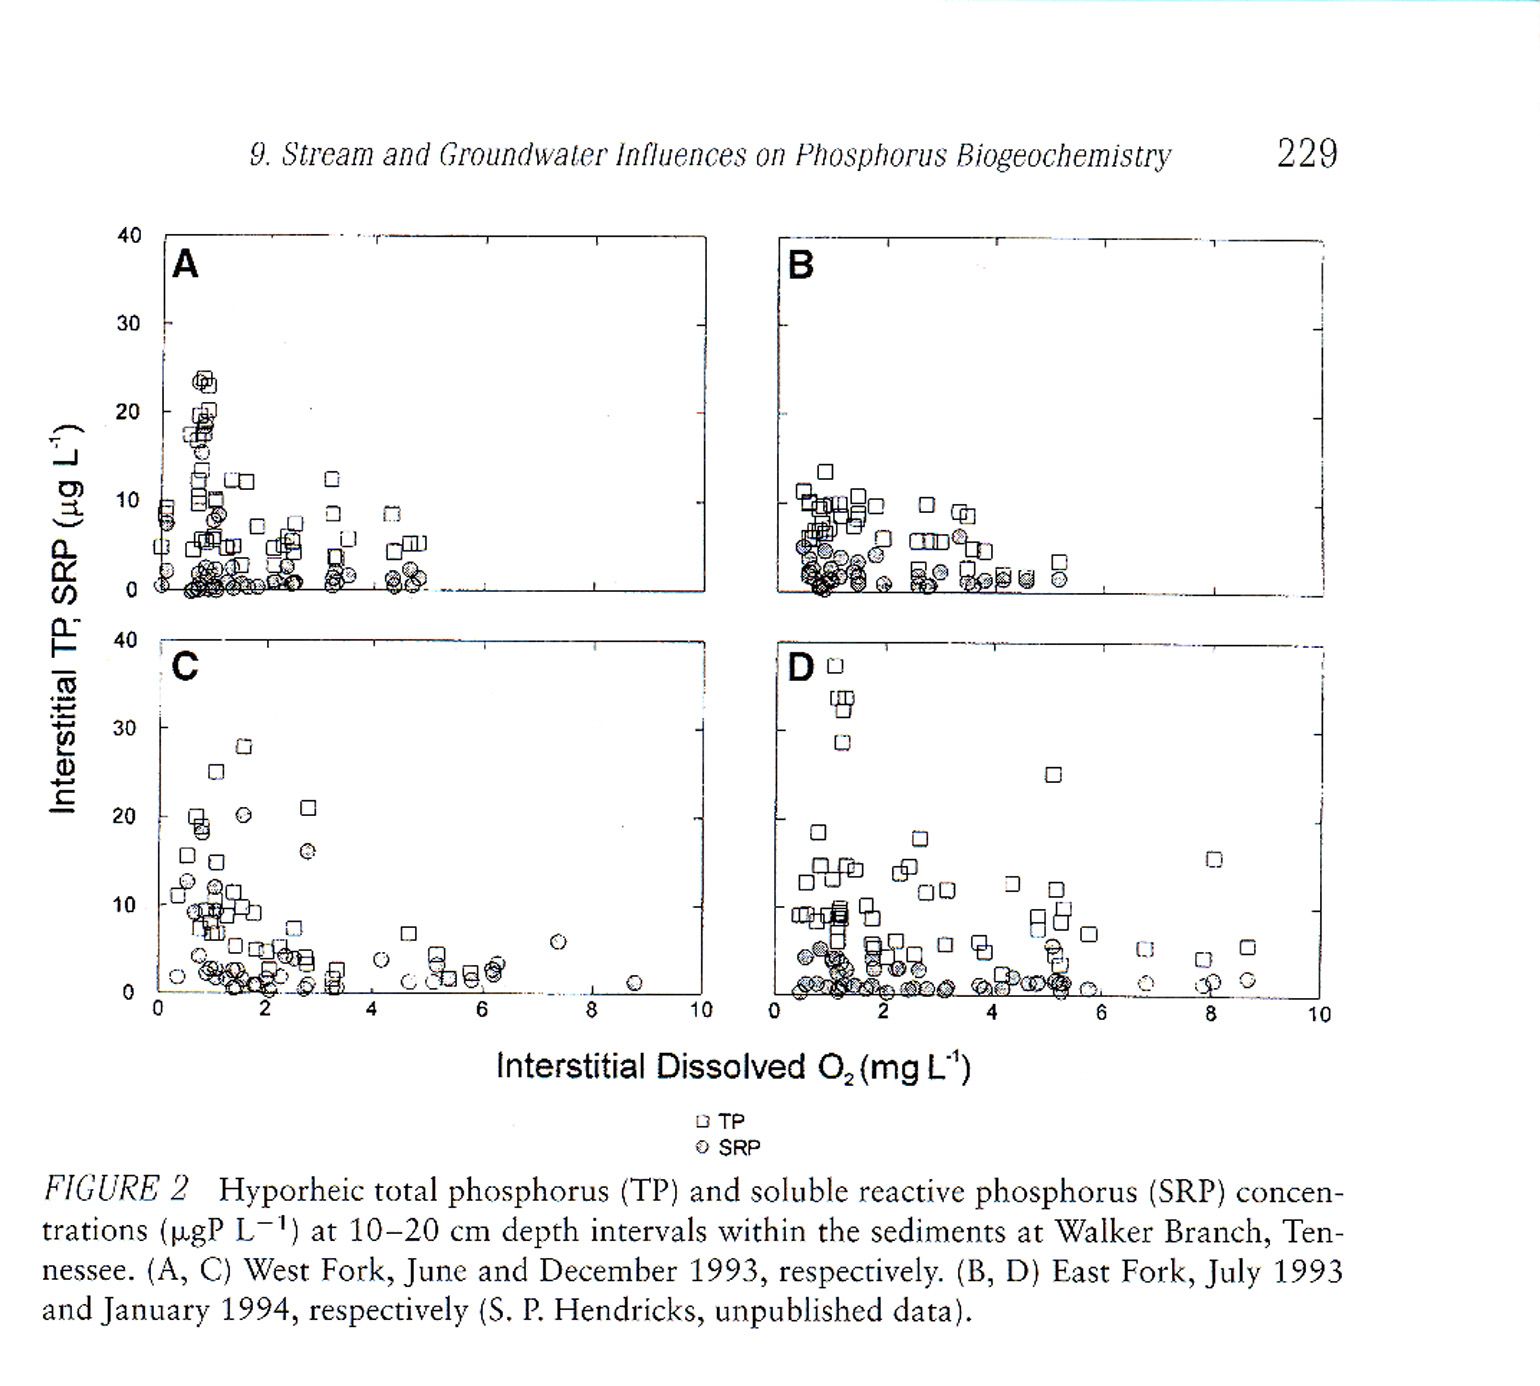 9. Stream and Groundwater Influences on Phosphorus Biogeochemistry 229
40
A
B
30
20
10
0
40
C
D
30
20
10
0
0 2 4 6 8 10 0 2 4 6 8 10
Interstitial TP, SRP (µg L⁻¹)
Interstitial Dissolved O₂ (mg L⁻¹)
TP
SRP
FIGURE 2 Hyporheic total phosphorus (TP) and soluble reactive phosphorus (SRP) concen-
trations (µgP L⁻¹) at 10–20 cm depth intervals within the sediments at Walker Branch, Ten-
nessee. (A, C) West Fork, June and December 1993, respectively. (B, D) East Fork, July 1993
and January 1994, respectively (S. P. Hendricks, unpublished data).